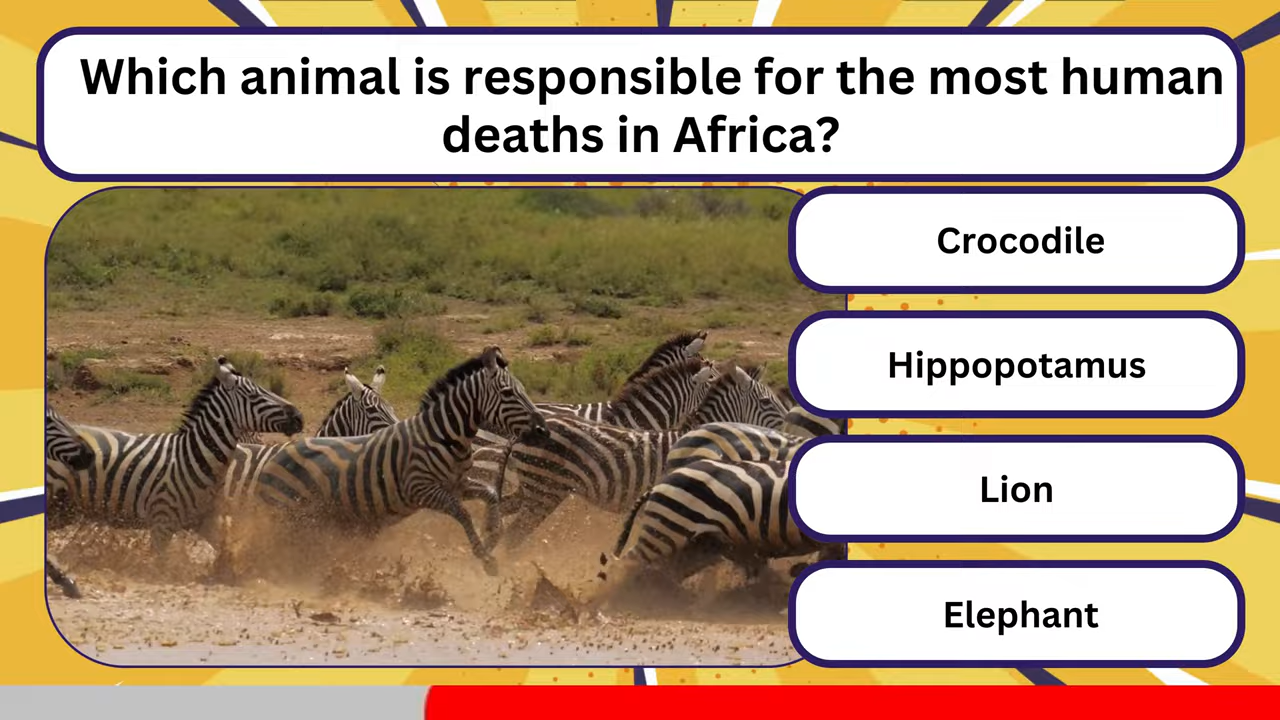 Which animal is responsible for the most human
deaths in Africa?
Crocodile
Hippopotamus
Lion
Elephant